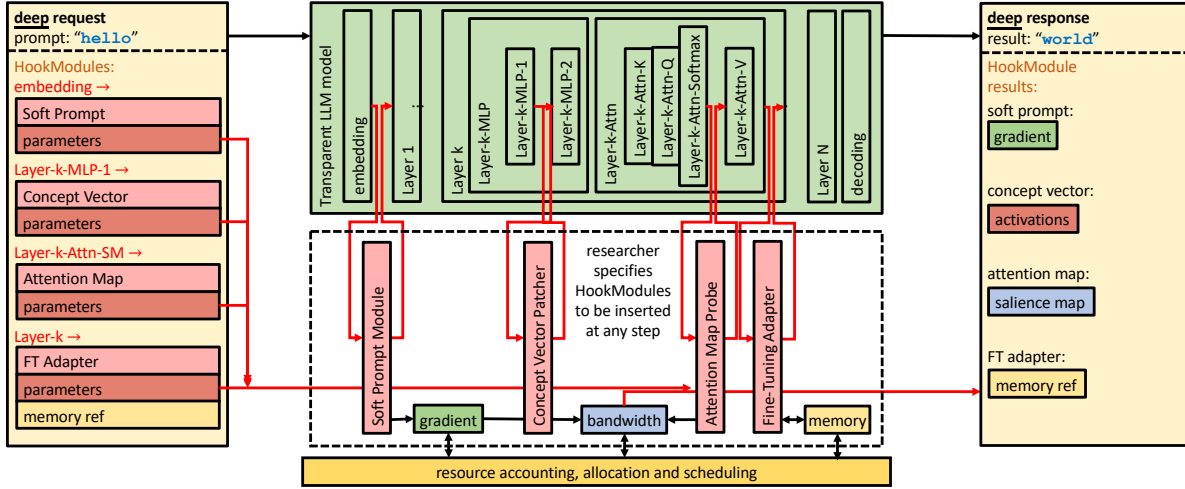 deep request
prompt: “hello”
HookModules:
embedding →
Soft Prompt
parameters
Layer-k-MLP-1 →
Concept Vector
parameters
Layer-k-Attn-SM →
Attention Map
parameters
Layer-k →
FT Adapter
parameters
memory ref
Transparent LLM model
embedding
Layer 1
...
Layer k
Layer-k-MLP
Layer-k-MLP-1
Layer-k-MLP-2
Layer-k-Attn
Layer-k-Attn-K
Layer-k-Attn-Q
Layer-k-Attn-Softmax
Layer-k-Attn-V
...
Layer N
decoding
Soft Prompt Module
Concept Vector Patcher
researcher
specifies
HookModules
to be inserted
at any step
Attention Map Probe
Fine-Tuning Adapter
gradient
bandwidth
memory
resource accounting, allocation and scheduling
deep response
result: “world”
HookModule
results:
soft prompt:
gradient
concept vector:
activations
attention map:
salience map
FT adapter:
memory ref